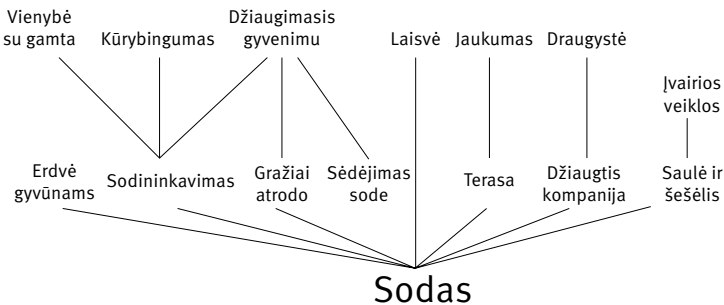 Vienybė
su gamta
Kūrybingumas
Džiaugimasis
gyvenimu
Laisvė
Jaukumas
Draugystė
Įvairios
veiklos
Erdvė
gyvūnams
Sodininkavimas
Gražiai
atrodo
Sėdėjimas
sode
Terasa
Džiaugtis
kompanija
Saulė ir
šešėlis
Sodas